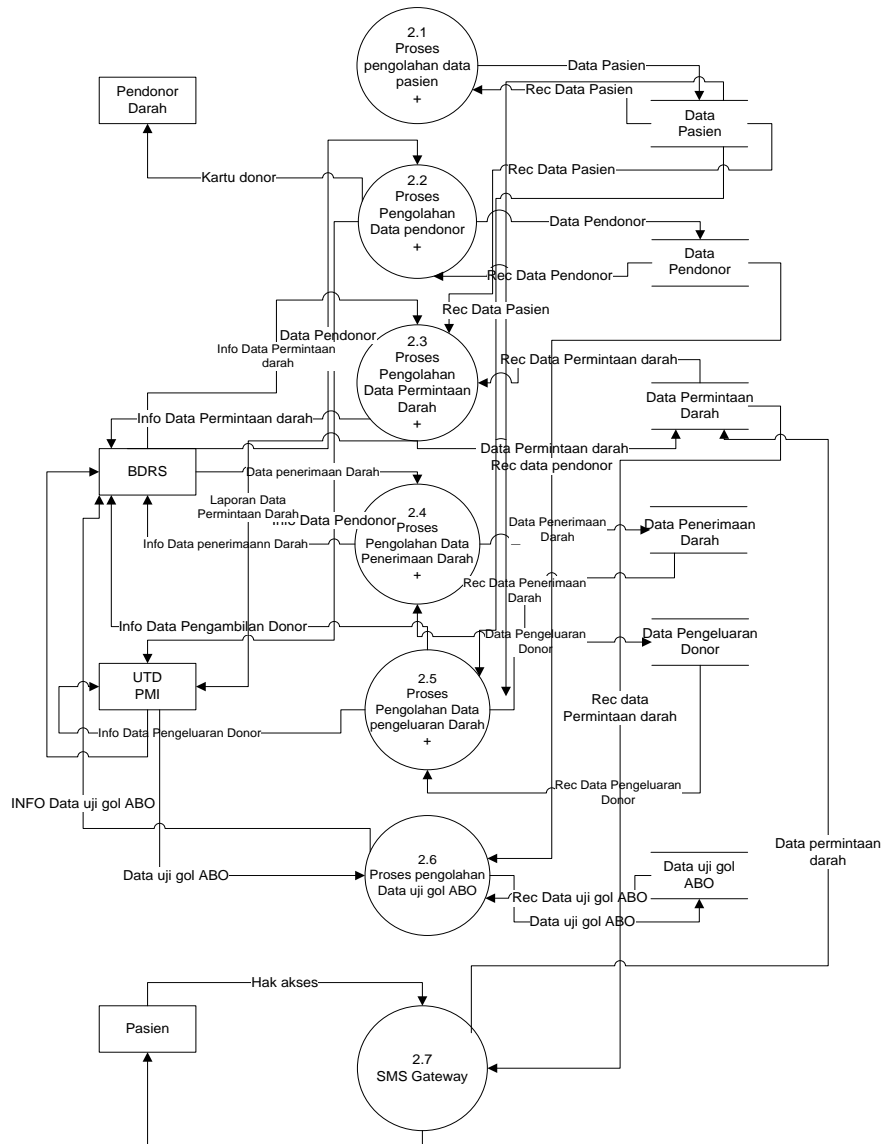 2.1
Proses
pengolahan data
pasien
+
Data Pasien
Rec Data Pasien
Data
Pasien
Pendonor
Darah
Kartu donor
Rec Data Pasien
2.2
Proses
Pengolahan
Data pendonor
+
Data Pendonor
Data
Pendonor
Rec Data Pendonor
Rec Data Pasien
Data Pendonor
Info Data Permintaan
darah
2.3
Proses
Pengolahan
Data Permintaan
Darah
+
Rec Data Permintaan darah
Data Permintaan
Darah
Info Data Permintaan darah
Data Permintaan darah
Rec data pendonor
BDRS
Data penerimaan Darah
Laporan Data
Permintaan Darah
Info Data Pendonor
2.4
Proses
Pengolahan Data
Penerimaan Darah
+
Data Penerimaan
Darah
Data Penerimaan
Darah
Info Data penerimaann Darah
Rec Data Penerimaan
Darah
Info Data Pengambilan Donor
Data Pengeluaran
Donor
Data Pengeluaran
Donor
UTD
PMI
2.5
Proses
Pengolahan Data
pengeluaran Darah
+
Rec data
Permintaan darah
Info Data Pengeluaran Donor
Rec Data Pengeluaran
Donor
INFO Data uji gol ABO
Data permintaan
darah
2.6
Proses pengolahan
Data uji gol ABO
Data uji gol ABO
Data uji gol
ABO
Rec Data uji gol ABO
Data uji gol ABO
Hak akses
Pasien
2.7
SMS Gateway